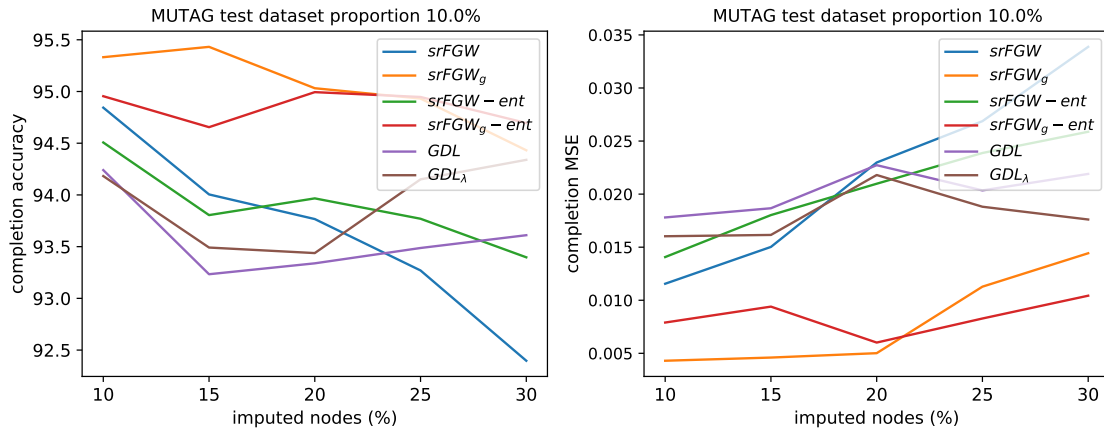 MUTAG test dataset proportion 10.0%
completion accuracy
95.5
95.0
94.5
94.0
93.5
93.0
92.5
10 15 20 25 30
imputed nodes (%)
srFGW
srFGW_g
srFGW − ent
srFGW_g − ent
GDL
GDL_λ
MUTAG test dataset proportion 10.0%
completion MSE
0.035
0.030
0.025
0.020
0.015
0.010
0.005
10 15 20 25 30
imputed nodes (%)
srFGW
srFGW_g
srFGW − ent
srFGW_g − ent
GDL
GDL_λ